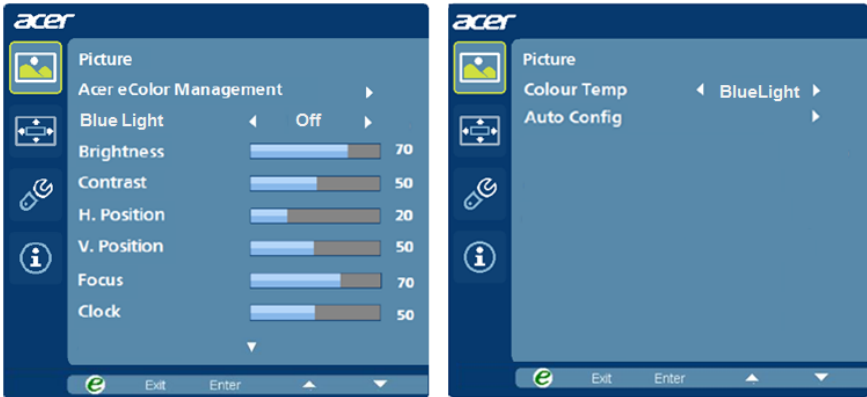 acer
Picture
Acer eColor Management
Blue Light Off
Brightness 70
Contrast 50
H. Position 20
V. Position 50
Focus 70
Clock 50
e Exit Enter
acer
Picture
Colour Temp BlueLight
Auto Config
e Exit Enter